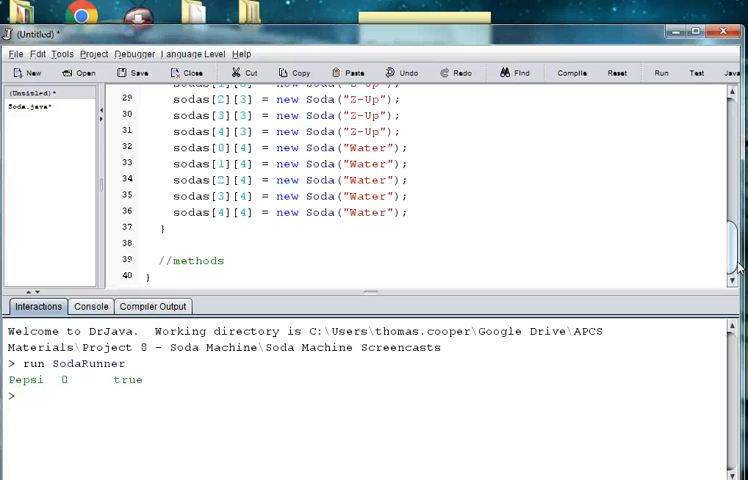 (Untitled) *
File Edit Tools Project Debugger Language Level Help
New Open Save Close Cut Copy Paste Undo Redo Find Compile Reset Run Test Java
(Untitled)*
Soda.java*
29 sodas[2][3] = new Soda("Z-Up");
30 sodas[3][3] = new Soda("Z-Up");
31 sodas[4][3] = new Soda("Z-Up");
32 sodas[0][4] = new Soda("Water");
33 sodas[1][4] = new Soda("Water");
34 sodas[2][4] = new Soda("Water");
35 sodas[3][4] = new Soda("Water");
36 sodas[4][4] = new Soda("Water");
37 }
38
39 //methods
40 }
Interactions Console Compiler Output
Welcome to DrJava. Working directory is C:\Users\thomas.cooper\Google Drive\APCS
Materials\Project 8 - Soda Machine\Soda Machine Screencasts
> run SodaRunner
Pepsi 0 true
>